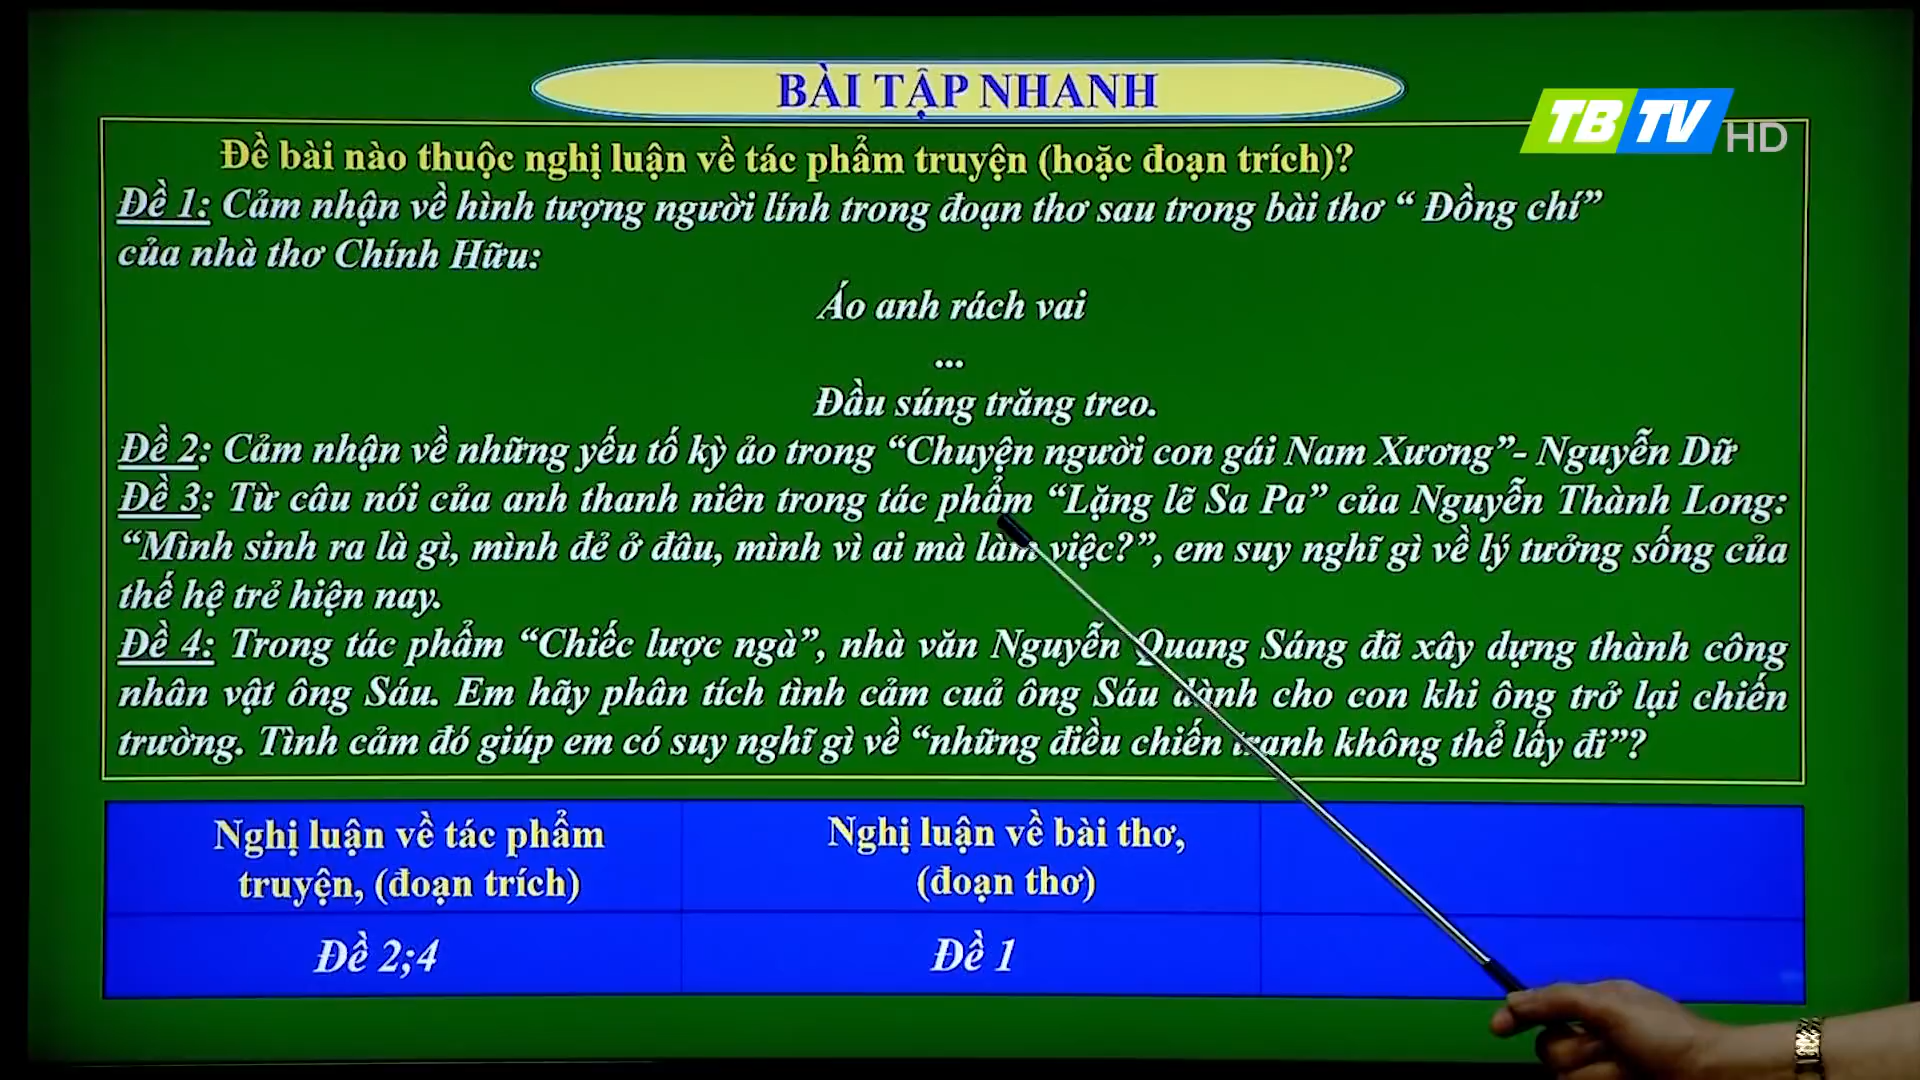 BÀI TẬP NHANH
TBTV HD
Đề bài nào thuộc nghị luận về tác phẩm truyện (hoặc đoạn trích)?
Đề 1: Cảm nhận về hình tượng người lính trong đoạn thơ sau trong bài thơ “ Đồng chí”
của nhà thơ Chính Hữu:
Áo anh rách vai
...
Đầu súng trăng treo.
Đề 2: Cảm nhận về những yếu tố kỳ ảo trong “Chuyện người con gái Nam Xương”- Nguyễn Dữ
Đề 3: Từ câu nói của anh thanh niên trong tác phẩm “Lặng lẽ Sa Pa” của Nguyễn Thành Long:
“Mình sinh ra là gì, mình đẻ ở đâu, mình vì ai mà làm việc?”, em suy nghĩ gì về lý tưởng sống của
thế hệ trẻ hiện nay.
Đề 4: Trong tác phẩm “Chiếc lược ngà”, nhà văn Nguyễn Quang Sáng đã xây dựng thành công
nhân vật ông Sáu. Em hãy phân tích tình cảm cuả ông Sáu dành cho con khi ông trở lại chiến
trường. Tình cảm đó giúp em có suy nghĩ gì về “những điều chiến tranh không thể lấy đi”?
Nghị luận về tác phẩm
truyện, (đoạn trích)
Nghị luận về bài thơ,
(đoạn thơ)
Đề 2;4
Đề 1